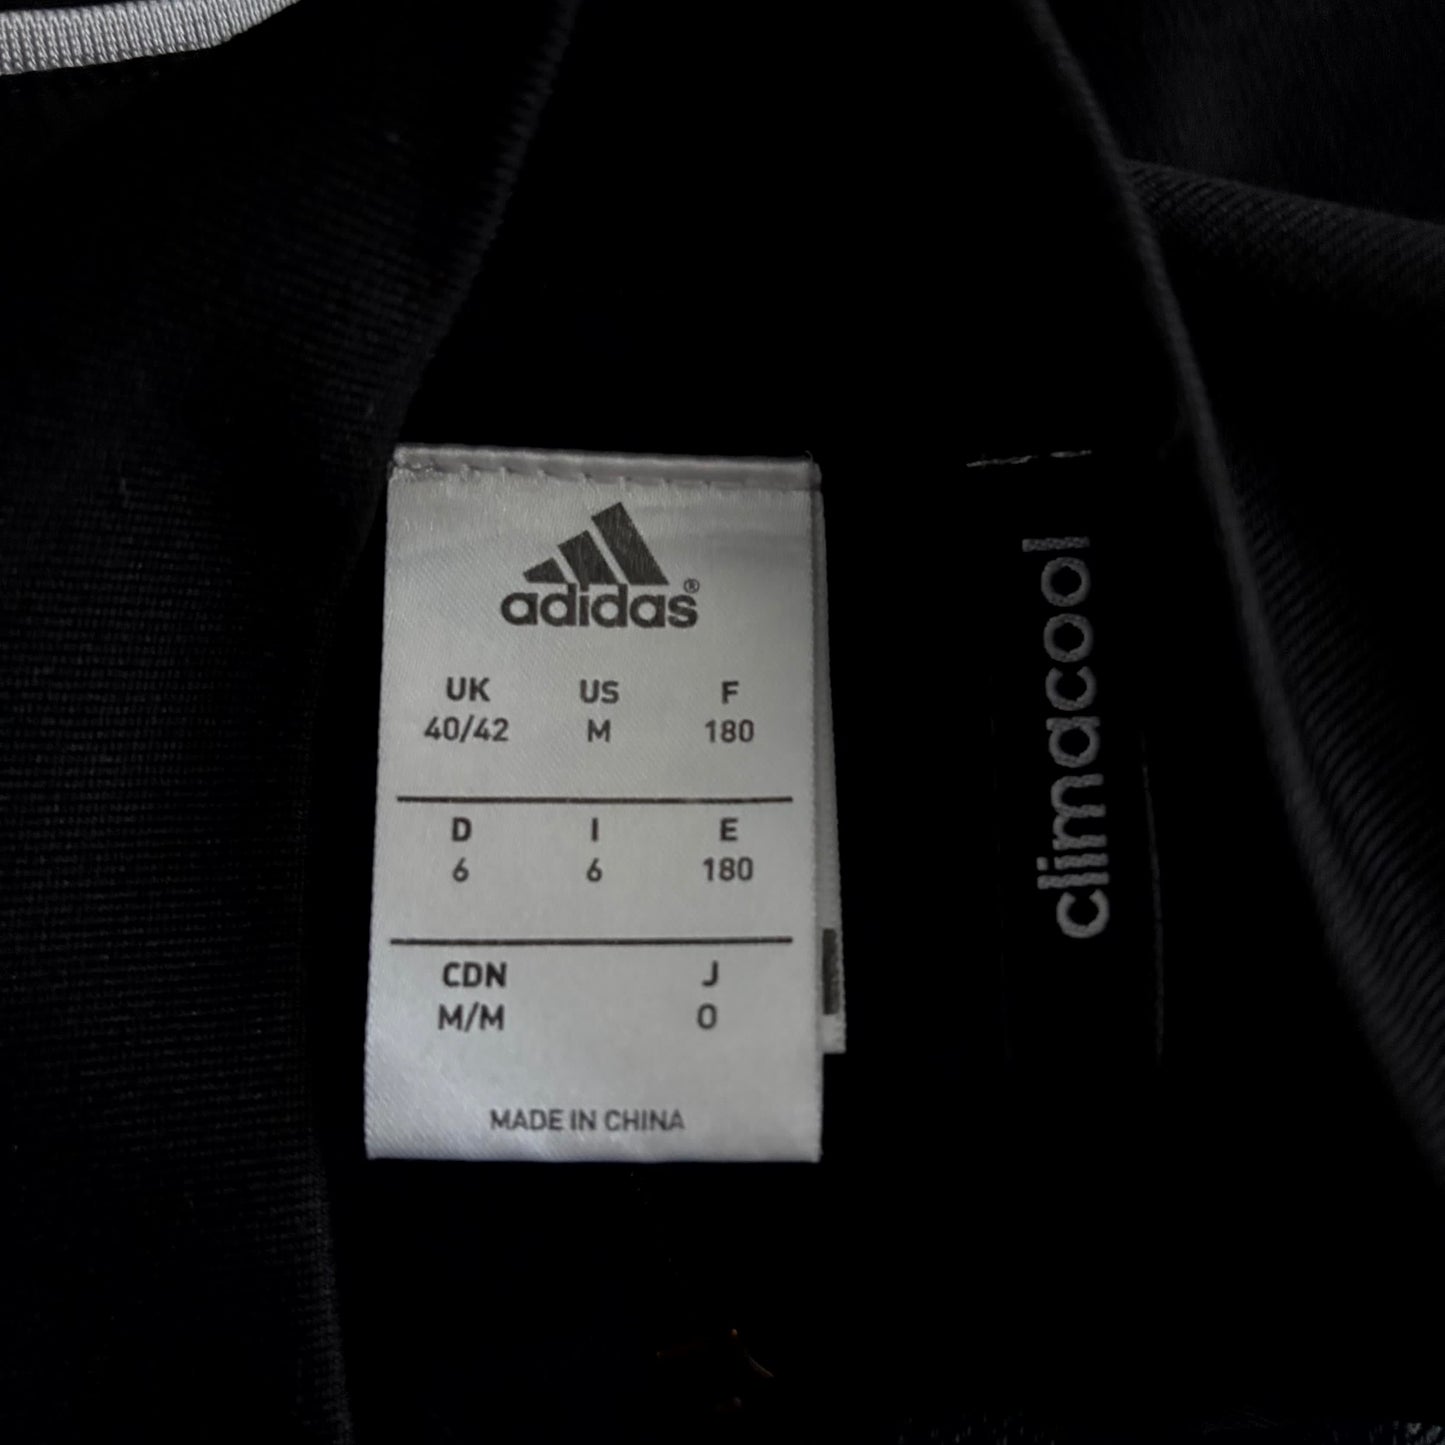 adidas®
UK US F
40/42 M 180
D I E
6 6 180
CDN J
M/M O
MADE IN CHINA
climacool